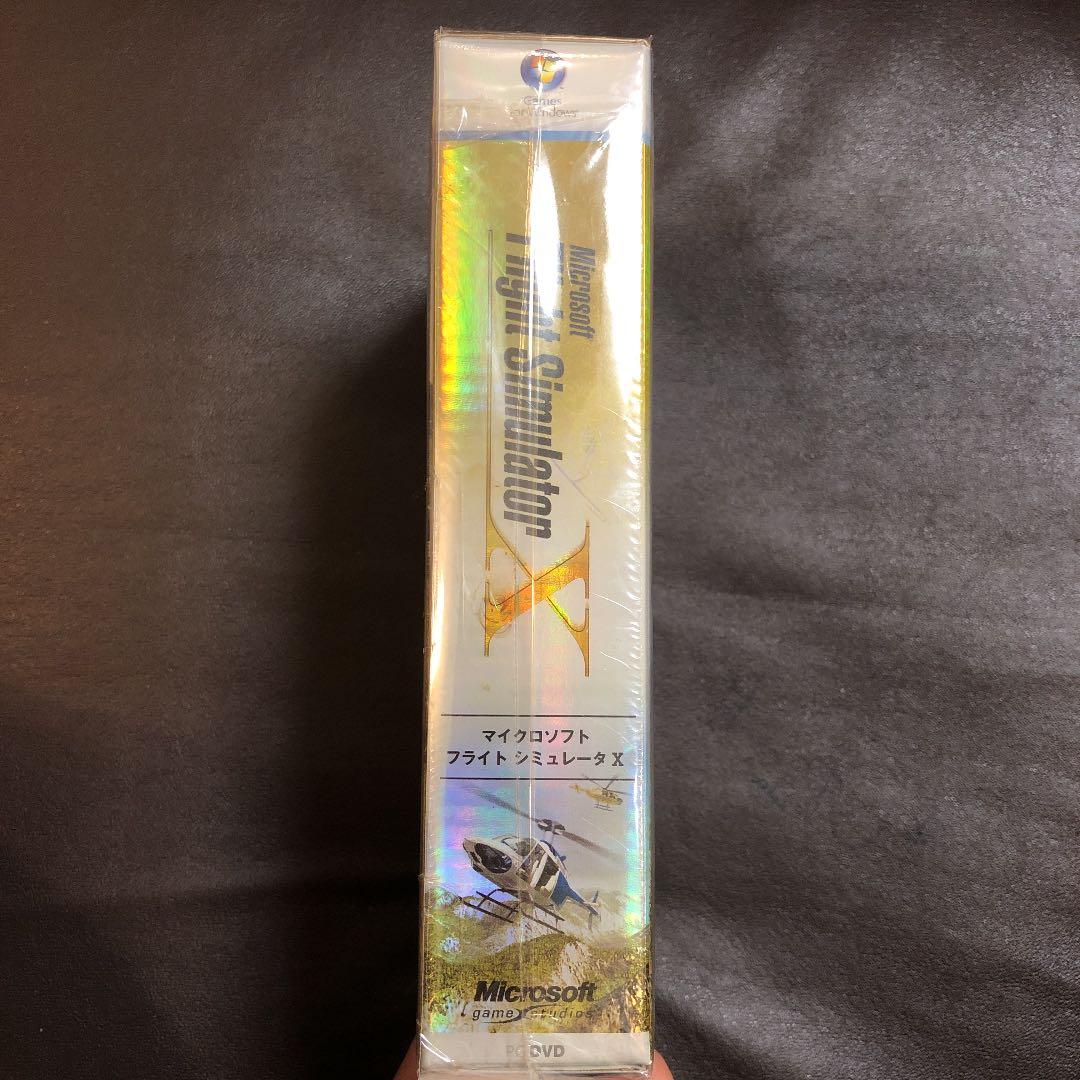 Games
for Windows
Microsoft
Flight Simulator
X
マイクロソフト
フライト シミュレータ X
Microsoft
game studios
PC DVD